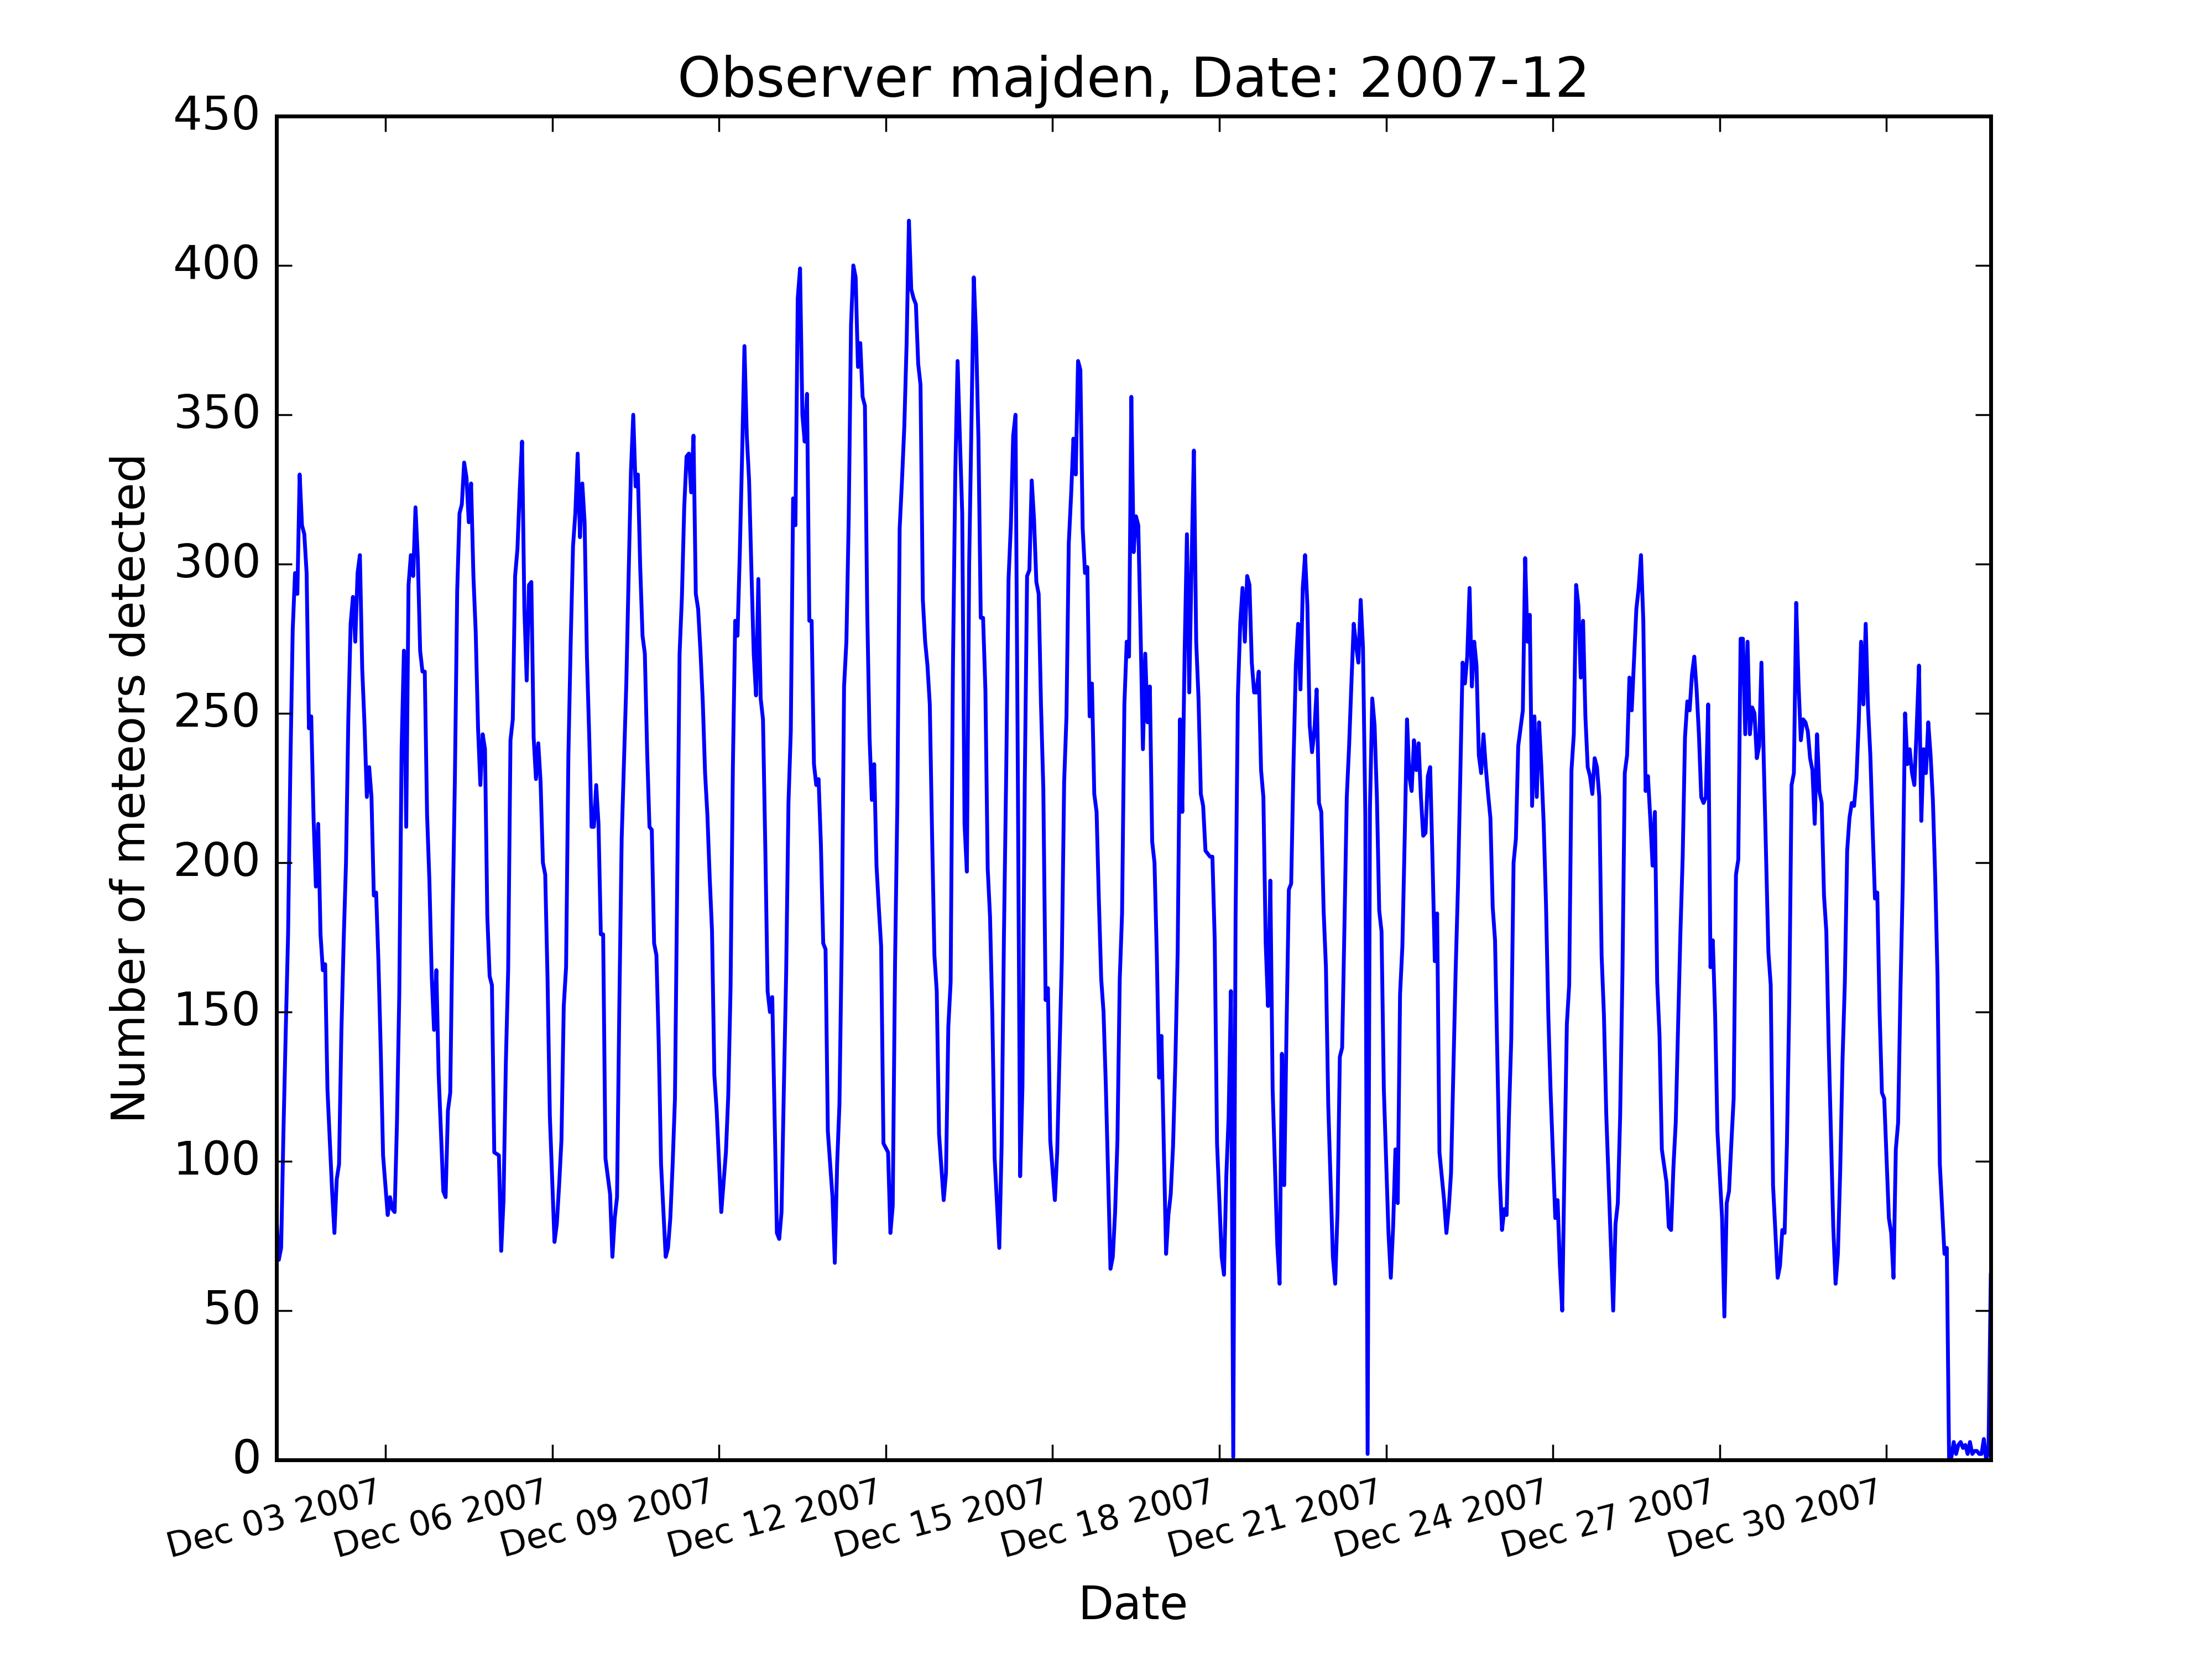 Observer majden, Date: 2007-12
Number of meteors detected
450
400
350
300
250
200
150
100
50
0
Dec 03 2007
Dec 06 2007
Dec 09 2007
Dec 12 2007
Dec 15 2007
Dec 18 2007
Dec 21 2007
Dec 24 2007
Dec 27 2007
Dec 30 2007
Date